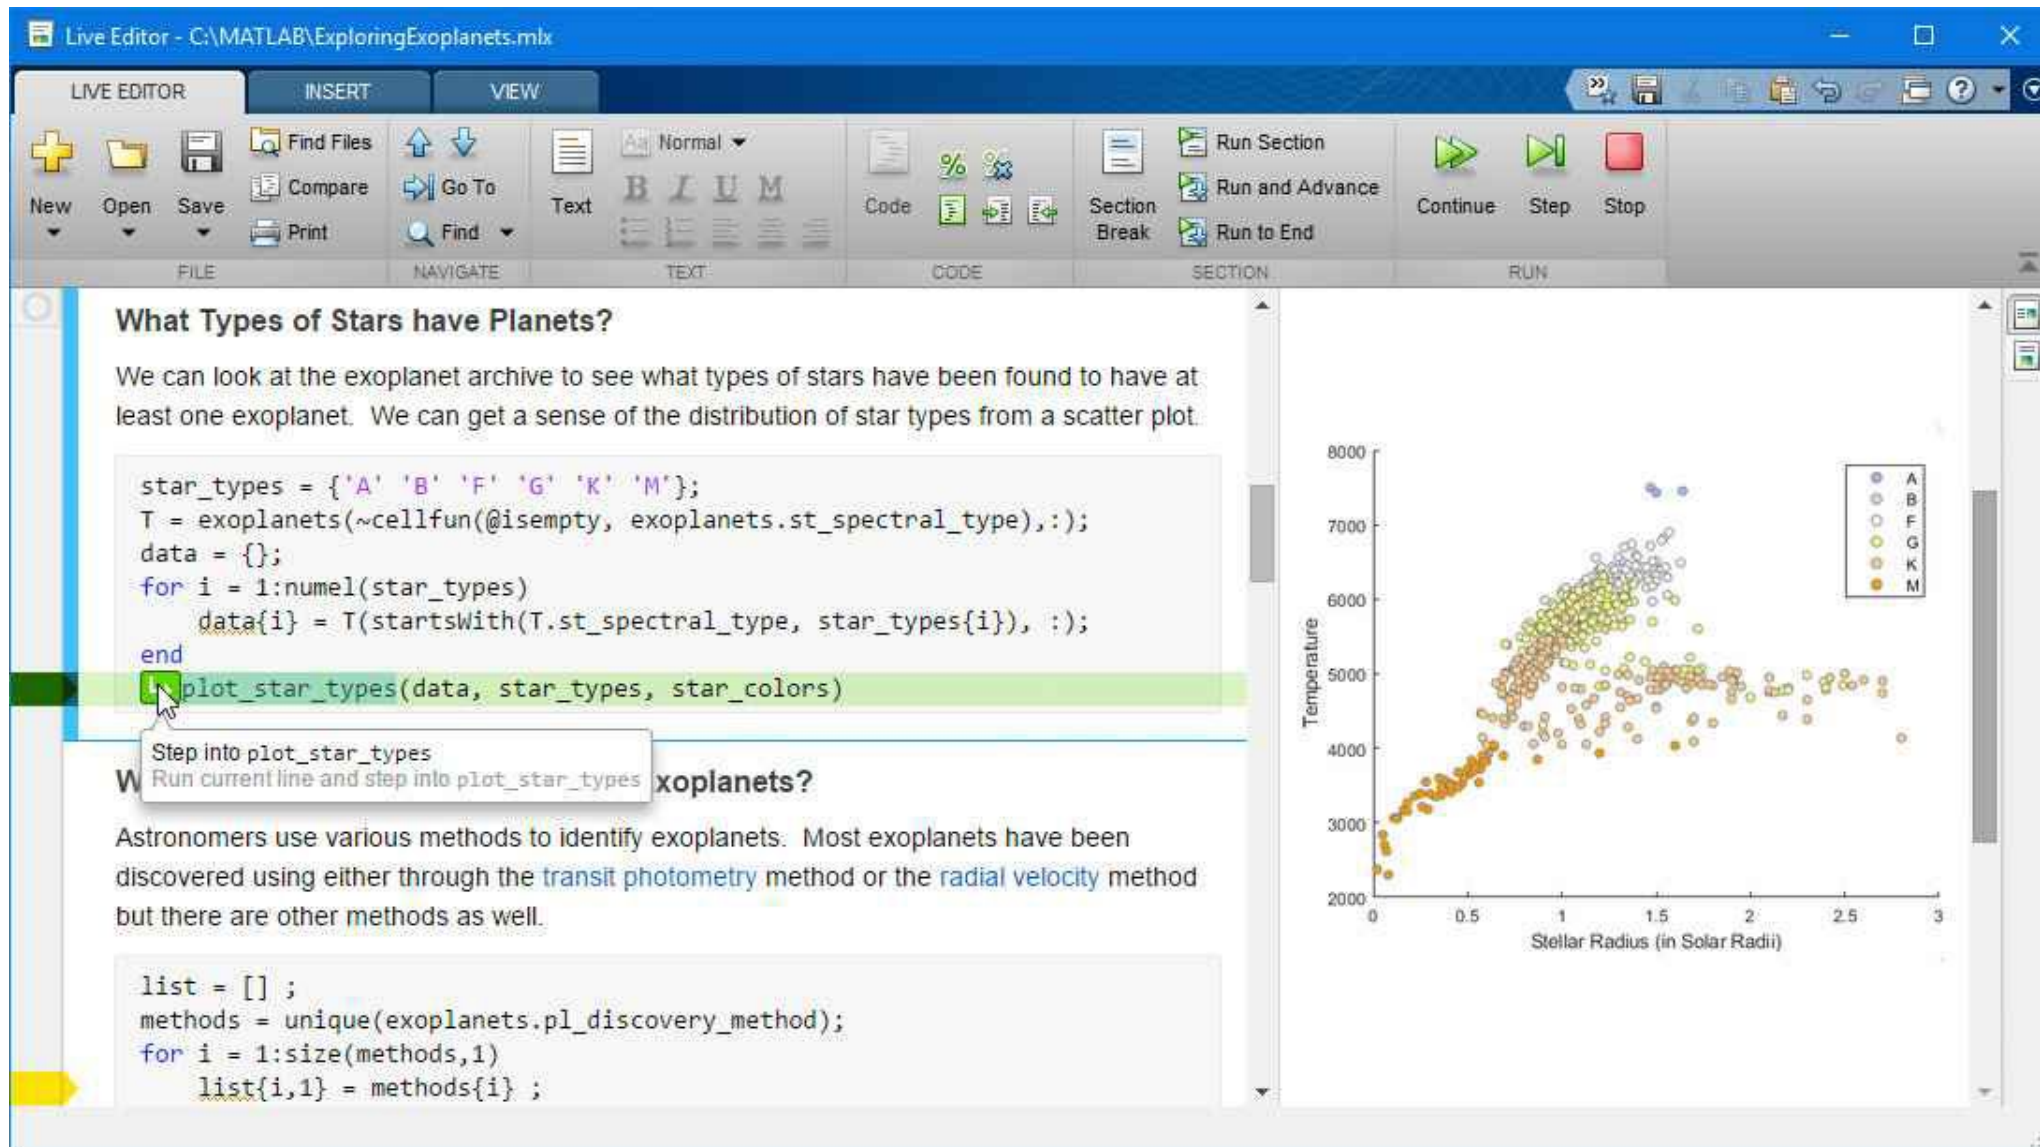 Live Editor - C:\MATLAB\ExploringExoplanets.mlx
LIVE EDITOR
INSERT
VIEW
New
Open
Save
Find Files
Compare
Print
Go To
Find
Text
Aa Normal
B I U M
Code
Section
Break
Run Section
Run and Advance
Run to End
Continue
Step
Stop
FILE
NAVIGATE
TEXT
CODE
SECTION
RUN
What Types of Stars have Planets?
We can look at the exoplanet archive to see what types of stars have been found to have at
least one exoplanet.  We can get a sense of the distribution of star types from a scatter plot.
star_types = {'A' 'B' 'F' 'G' 'K' 'M'};
T = exoplanets(~cellfun(@isempty, exoplanets.st_spectral_type),:);
data = {};
for i = 1:numel(star_types)
    data{i} = T(startsWith(T.st_spectral_type, star_types{i}), :);
end
plot_star_types(data, star_types, star_colors)
Step into plot_star_types
Run current line and step into plot_star_types
W
xoplanets?
Astronomers use various methods to identify exoplanets.  Most exoplanets have been
discovered using either through the transit photometry method or the radial velocity method
but there are other methods as well.
list = [] ;
methods = unique(exoplanets.pl_discovery_method);
for i = 1:size(methods,1)
    list{i,1} = methods{i} ;
8000
7000
6000
5000
4000
3000
2000
Temperature
0
0.5
1
1.5
2
2.5
3
Stellar Radius (in Solar Radii)
A
B
F
G
K
M